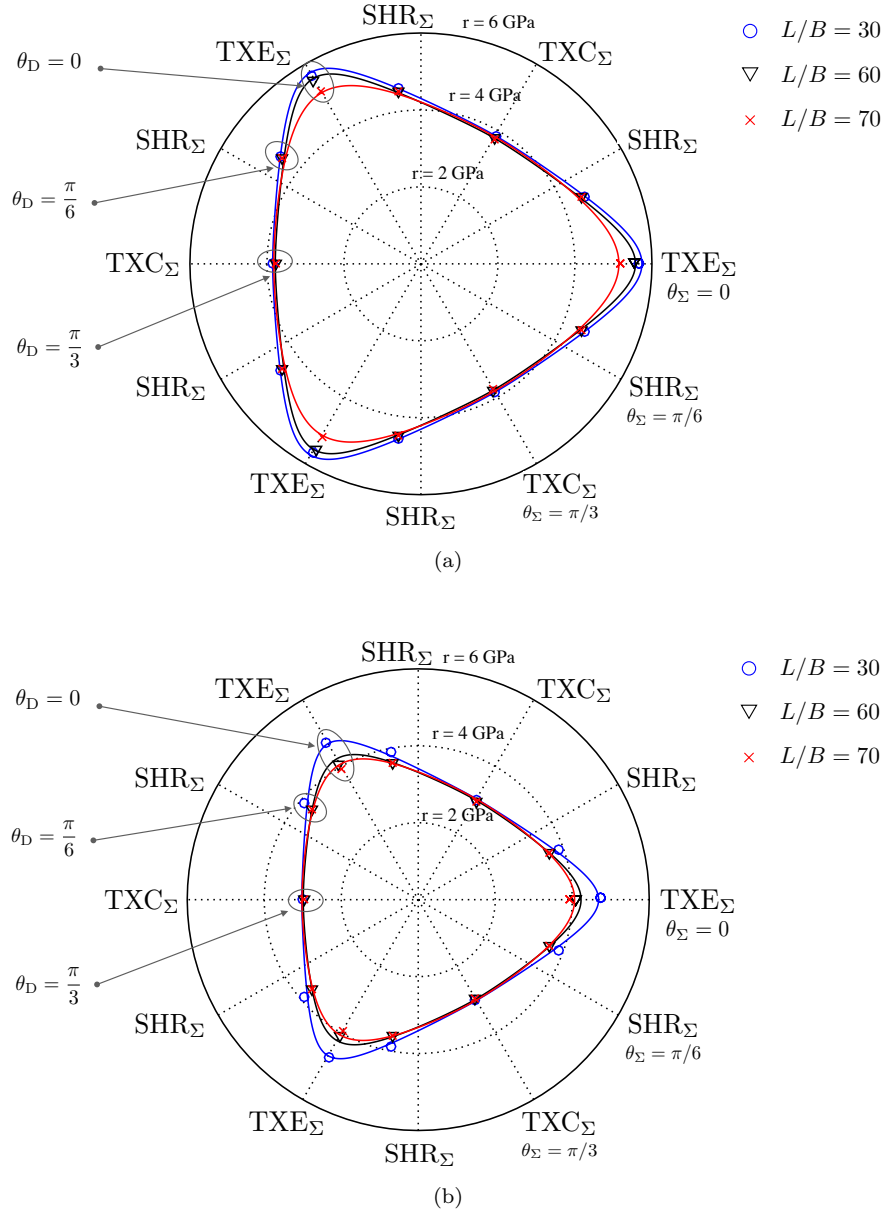 SHR_Σ
r = 6 GPa
L/B = 30
TXE_Σ
TXC_Σ
θ_D = 0
L/B = 60
r = 4 GPa
L/B = 70
SHR_Σ
SHR_Σ
r = 2 GPa
θ_D = π/6
TXC_Σ
TXE_Σ
θ_Σ = 0
θ_D = π/3
SHR_Σ
SHR_Σ
θ_Σ = π/6
TXE_Σ
TXC_Σ
SHR_Σ
θ_Σ = π/3
(a)
SHR_Σ
r = 6 GPa
L/B = 30
TXE_Σ
TXC_Σ
θ_D = 0
L/B = 60
r = 4 GPa
L/B = 70
SHR_Σ
SHR_Σ
r = 2 GPa
θ_D = π/6
TXC_Σ
TXE_Σ
θ_Σ = 0
θ_D = π/3
SHR_Σ
SHR_Σ
θ_Σ = π/6
TXE_Σ
TXC_Σ
SHR_Σ
θ_Σ = π/3
(b)